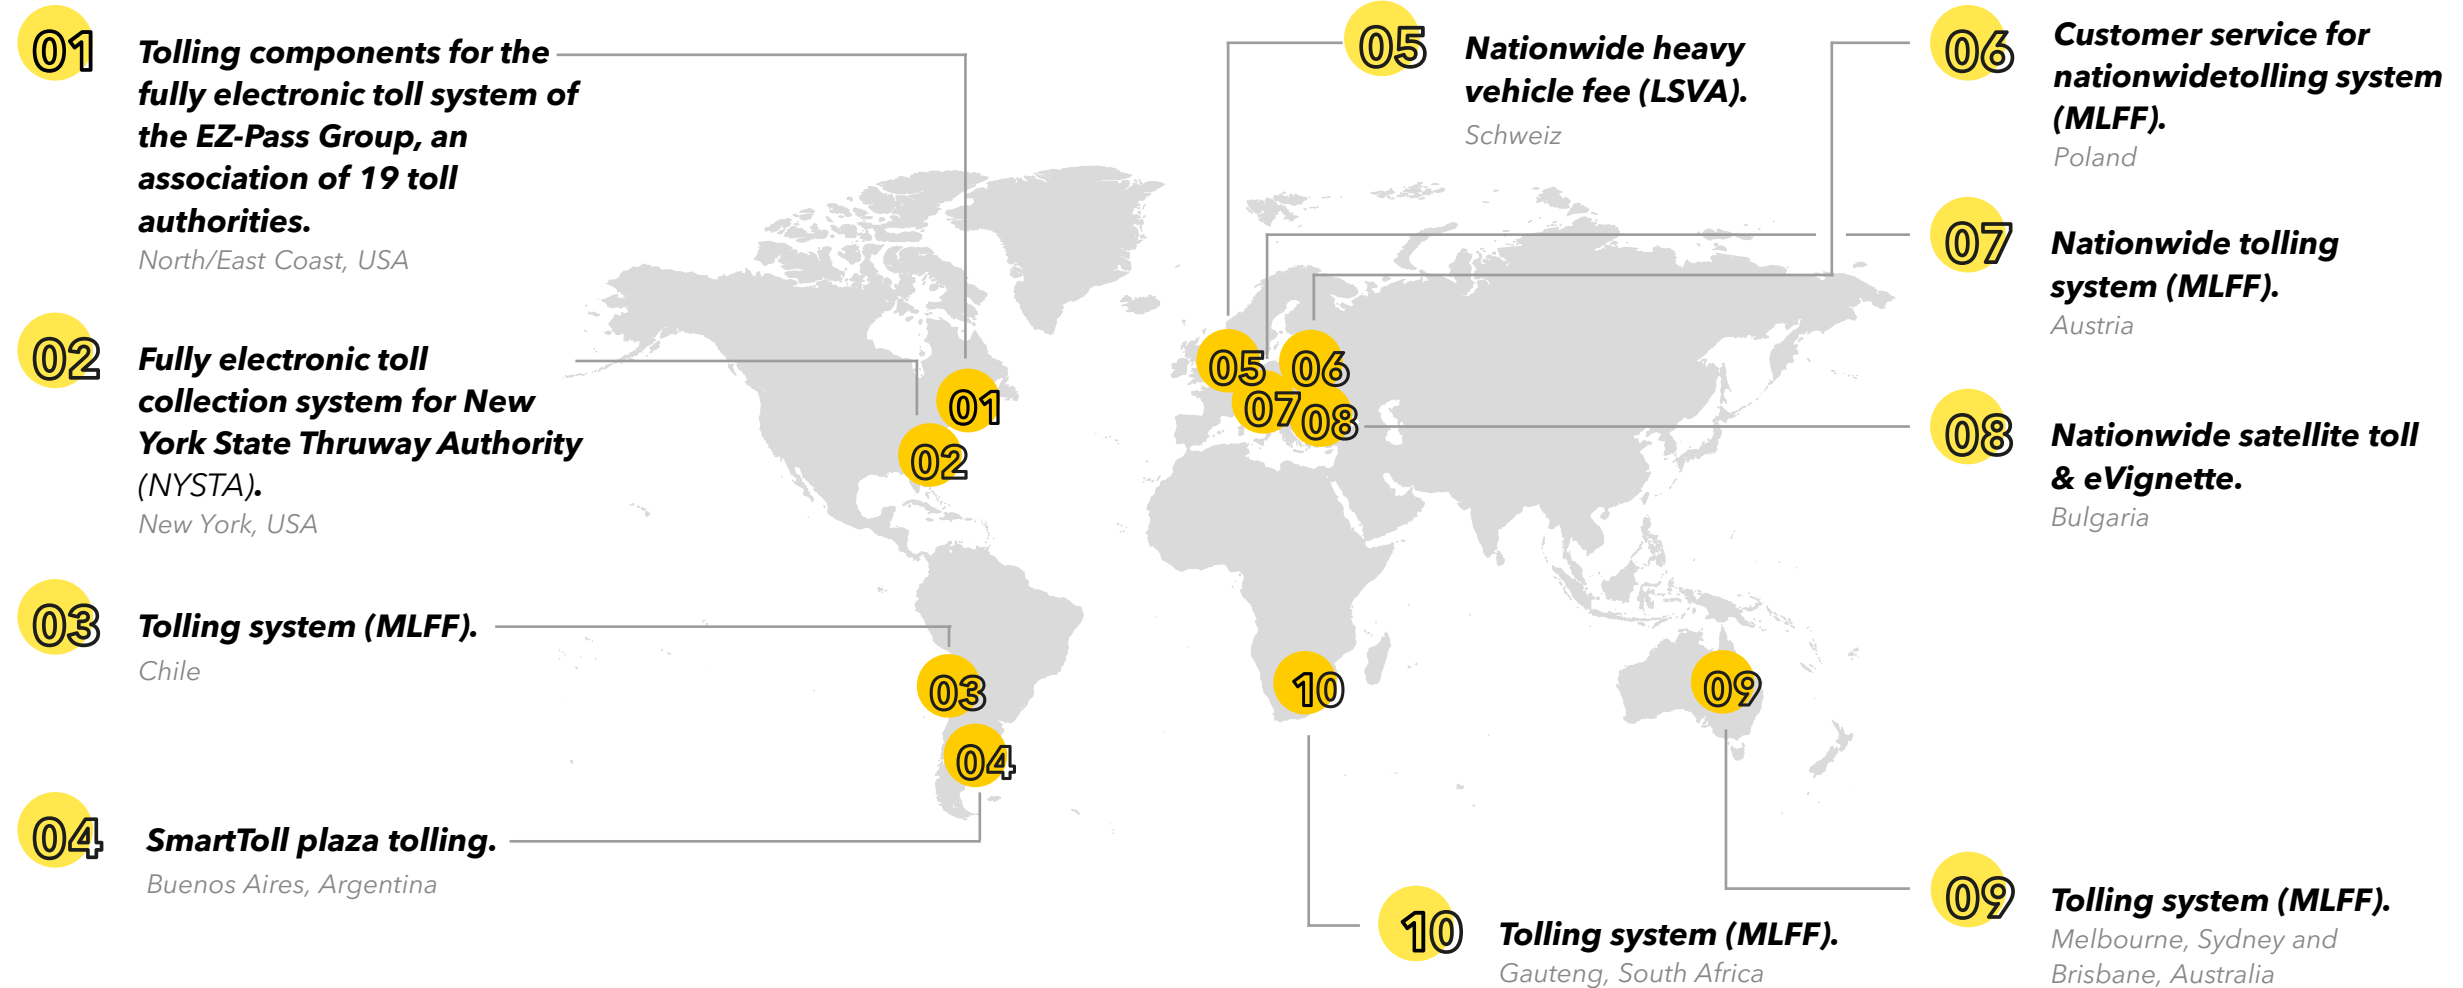 01
Tolling components for the
fully electronic toll system of
the EZ-Pass Group, an
association of 19 toll
authorities.
North/East Coast, USA
02
Fully electronic toll
collection system for New
York State Thruway Authority
(NYSTA).
New York, USA
03
Tolling system (MLFF).
Chile
04
SmartToll plaza tolling.
Buenos Aires, Argentina
05
Nationwide heavy
vehicle fee (LSVA).
Schweiz
06
Customer service for
nationwidetolling system
(MLFF).
Poland
07
Nationwide tolling
system (MLFF).
Austria
08
Nationwide satellite toll
& eVignette.
Bulgaria
09
Tolling system (MLFF).
Melbourne, Sydney and
Brisbane, Australia
10
Tolling system (MLFF).
Gauteng, South Africa
01
02
03
04
05
06
07
08
09
10